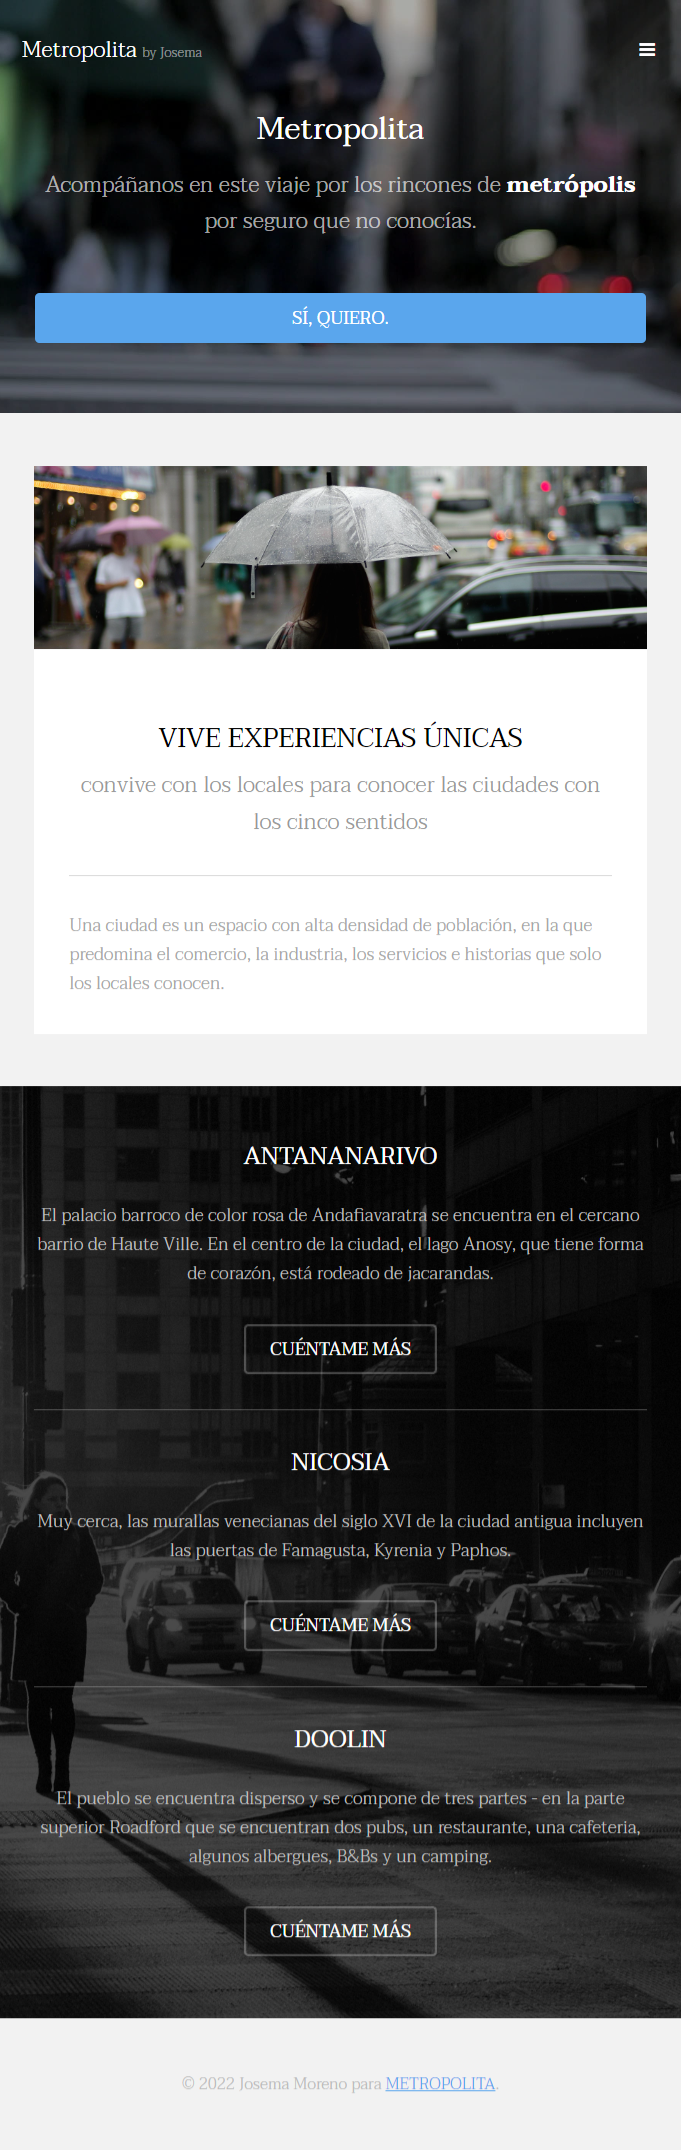 Metropolita by Josema
Metropolita
Acompáñanos en este viaje por los rincones de metrópolis
por seguro que no conocías.
SÍ, QUIERO.
VIVE EXPERIENCIAS ÚNICAS
convive con los locales para conocer las ciudades con
los cinco sentidos
Una ciudad es un espacio con alta densidad de población, en la que
predomina el comercio, la industria, los servicios e historias que solo
los locales conocen.
ANTANANARIVO
El palacio barroco de color rosa de Andafiavaratra se encuentra en el cercano
barrio de Haute Ville. En el centro de la ciudad, el lago Anosy, que tiene forma
de corazón, está rodeado de jacarandas.
CUÉNTAME MÁS
NICOSIA
Muy cerca, las murallas venecianas del siglo XVI de la ciudad antigua incluyen
las puertas de Famagusta, Kyrenia y Paphos.
CUÉNTAME MÁS
DOOLIN
El pueblo se encuentra disperso y se compone de tres partes - en la parte
superior Roadford que se encuentran dos pubs, un restaurante, una cafeteria,
algunos albergues, B&Bs y un camping.
CUÉNTAME MÁS
© 2022 Josema Moreno para METROPOLITA.